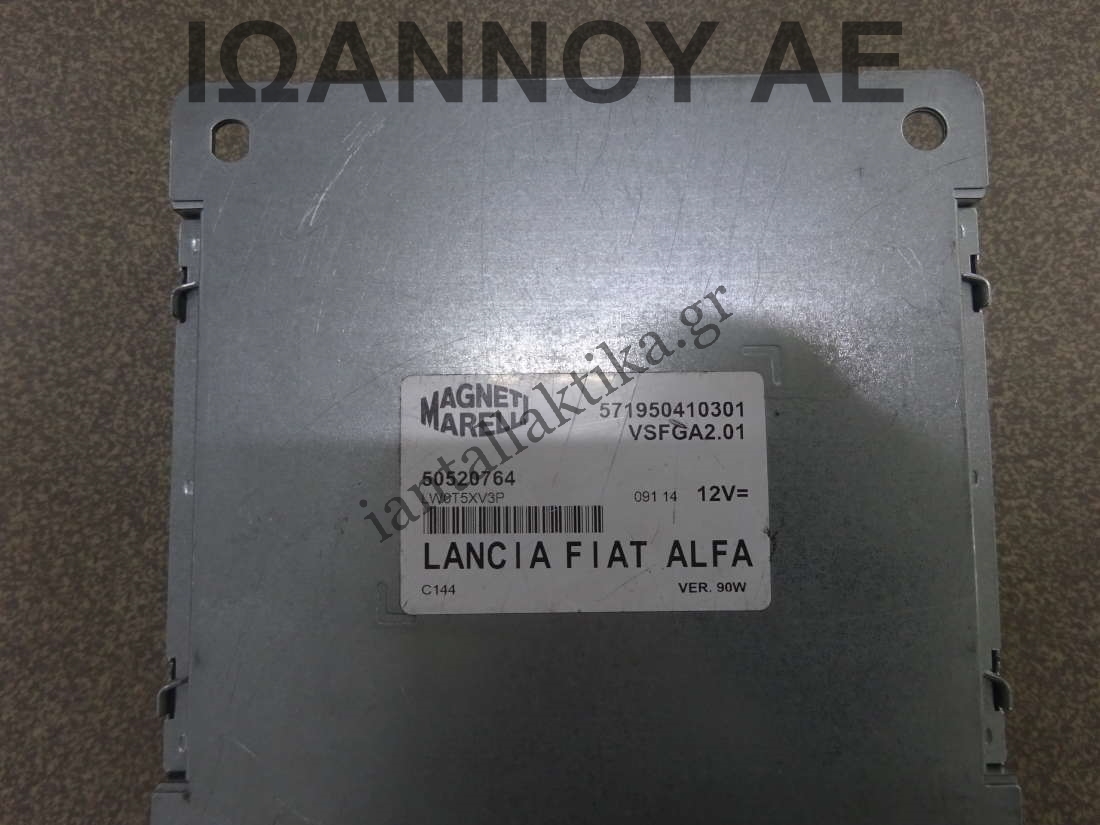 ΙΩΑΝΝΟΥ ΑΕ
iantallaktika.gr
MAGNETI MARELLI
571950410301
VSFGA2.01
50520764
LW0T5XV3P
091 14 12V=
LANCIA FIAT ALFA
C144 VER. 90W